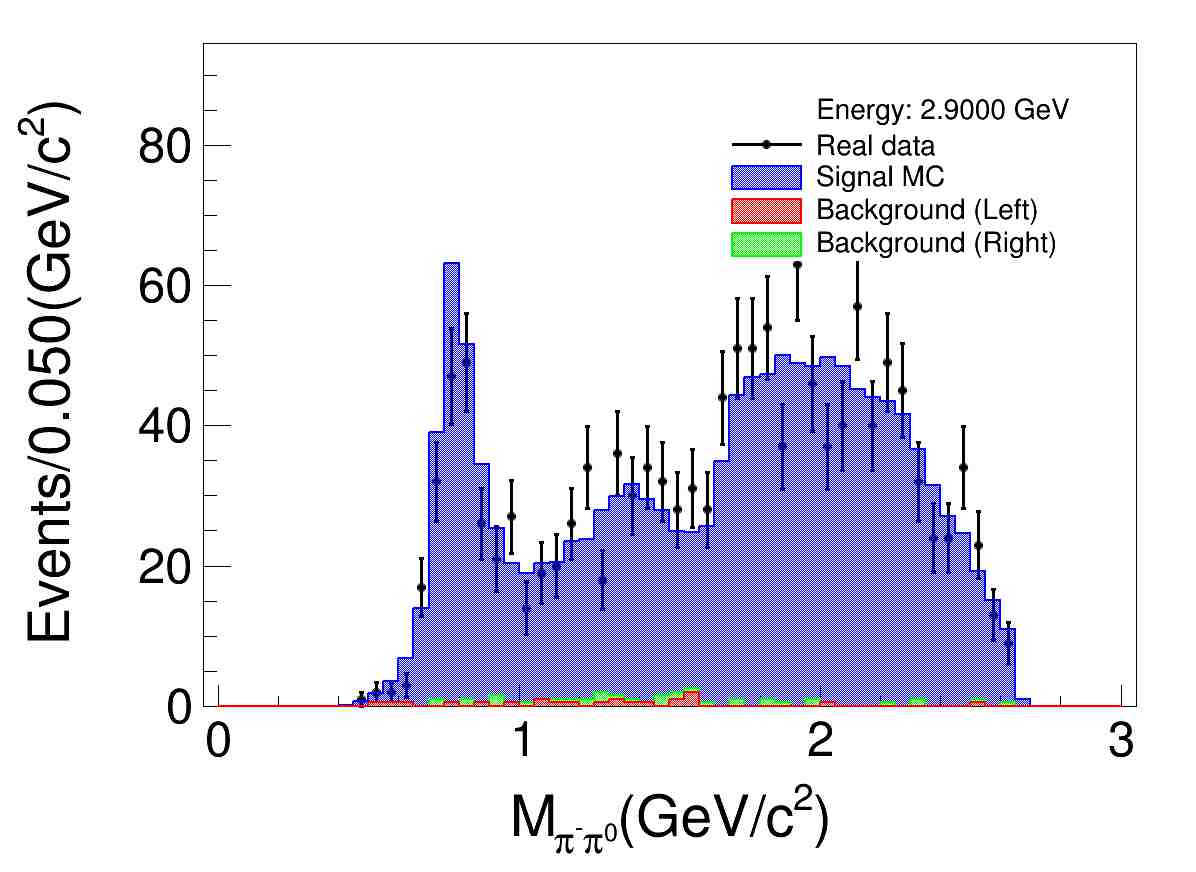 Events/0.050(GeV/c²)
80
60
40
20
0
Energy: 2.9000 GeV
Real data
Signal MC
Background (Left)
Background (Right)
0 1 2 3
Mπ⁻π⁰(GeV/c²)